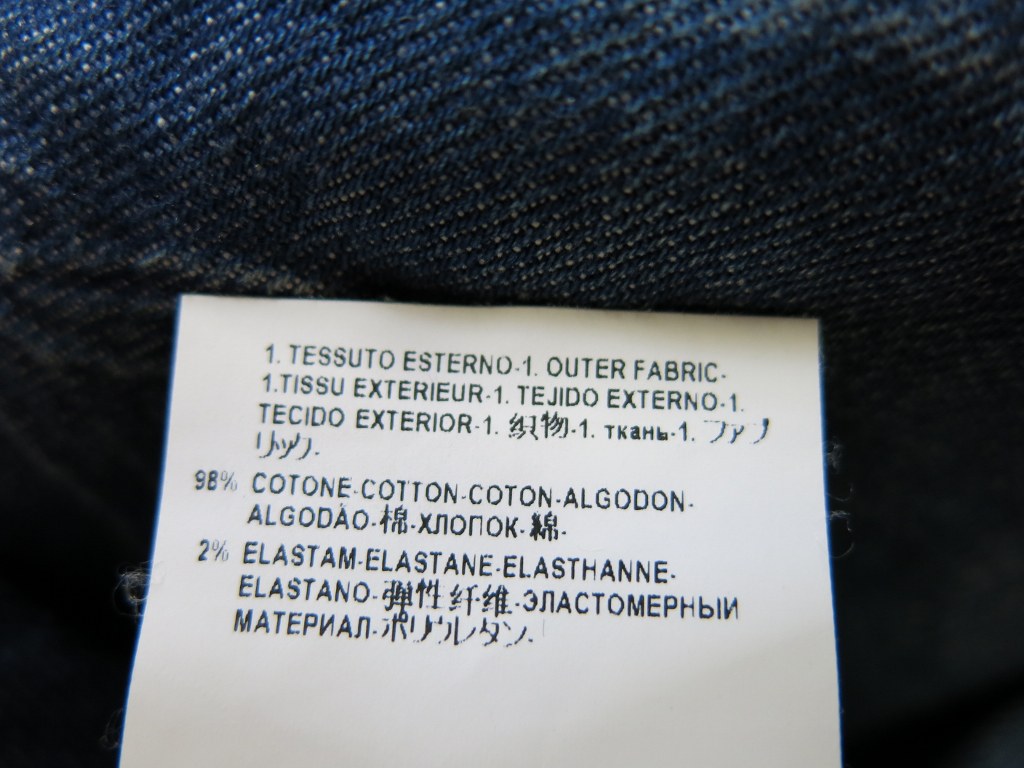 1. TESSUTO ESTERNO-1. OUTER FABRIC-
1.TISSU EXTERIEUR-1. TEJIDO EXTERNO-1.
TECIDO EXTERIOR-1. 织物-1. ткань-1. ファブ
リック-
98% COTONE-COTTON-COTON-ALGODON-
ALGODÃO-棉-ХЛОПОК-綿-
2% ELASTAM-ELASTANE-ELASTHANNE-
ELASTANO-弹性纤维-ЭЛАСТОМЕРНЫЙ
МАТЕРИАЛ-ポリウレタン-